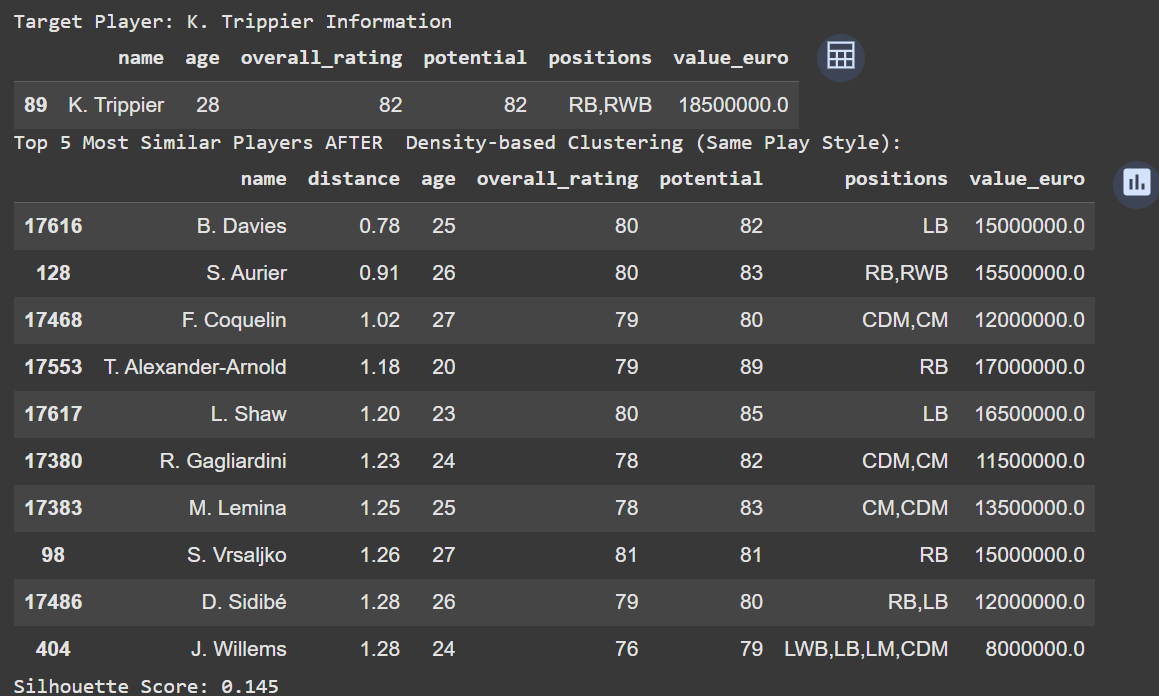 Target Player: K. Trippier Information
name age overall_rating potential positions value_euro
89 K. Trippier 28 82 82 RB,RWB 18500000.0
Top 5 Most Similar Players AFTER  Density-based Clustering (Same Play Style):
name distance age overall_rating potential positions value_euro
17616 B. Davies 0.78 25 80 82 LB 15000000.0
128 S. Aurier 0.91 26 80 83 RB,RWB 15500000.0
17468 F. Coquelin 1.02 27 79 80 CDM,CM 12000000.0
17553 T. Alexander-Arnold 1.18 20 79 89 RB 17000000.0
17617 L. Shaw 1.20 23 80 85 LB 16500000.0
17380 R. Gagliardini 1.23 24 78 82 CDM,CM 11500000.0
17383 M. Lemina 1.25 25 78 83 CM,CDM 13500000.0
98 S. Vrsaljko 1.26 27 81 81 RB 15000000.0
17486 D. Sidibé 1.28 26 79 80 RB,LB 12000000.0
404 J. Willems 1.28 24 76 79 LWB,LB,LM,CDM 8000000.0
Silhouette Score: 0.145